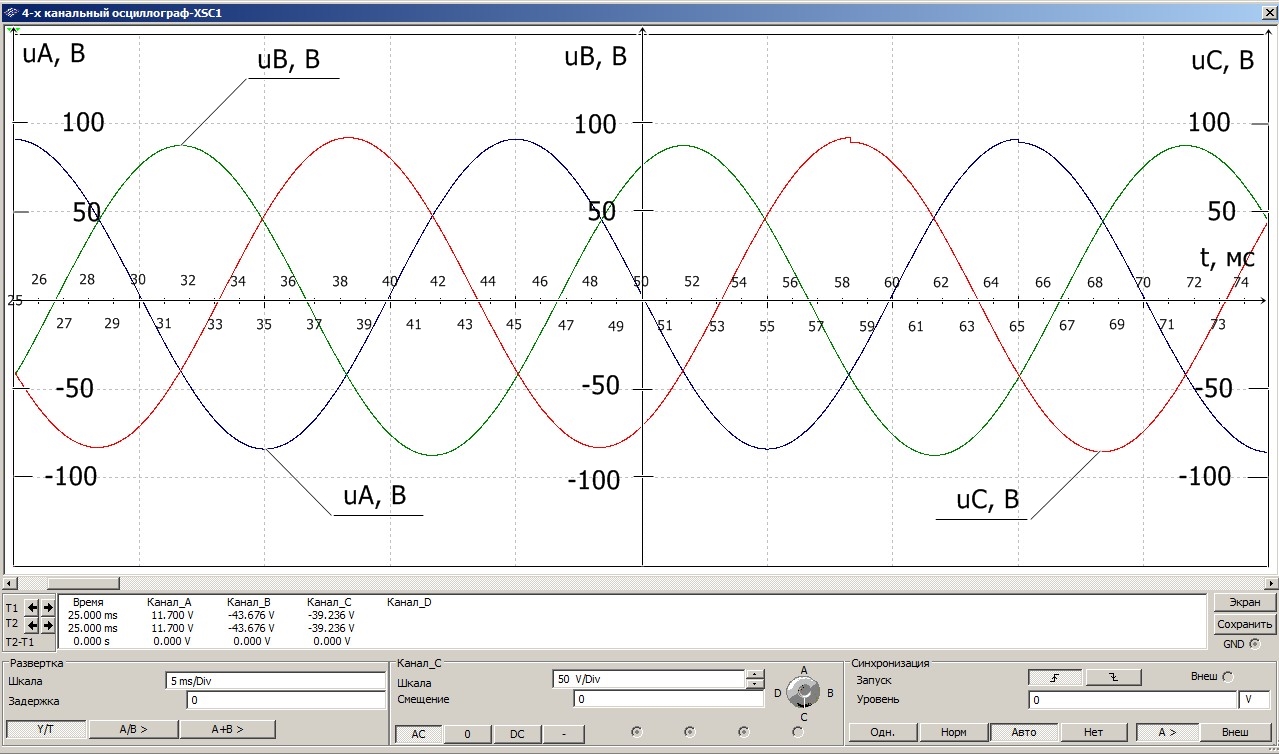 4-х канальный осциллограф-XSC1
uA, В
uB, В
uB, В
uC, В
100
100
100
50
50
50
t, мс
26 28 30 32 34 36 38 40 42 44 46 48 50 52 54 56 58 60 62 64 66 68 70 72 74
25
27 29 31 33 35 37 39 41 43 45 47 49 51 53 55 57 59 61 63 65 67 69 71 73
-50
-50
-50
-100
-100
-100
uA, В
uC, В
Время Канал_A Канал_B Канал_C Канал_D
T1 25.000 ms 11.700 V -43.676 V -39.236 V
T2 25.000 ms 11.700 V -43.676 V -39.236 V
T2-T1 0.000 s 0.000 V 0.000 V 0.000 V
Экран
Сохранить
GND
Развертка
Шкала 5 ms/Div
Задержка 0
Y/T A/B > A+B >
Канал_C
Шкала 50 V/Div
Смещение 0
A
D B
C
AC 0 DC -
Синхронизация
Запуск Внеш
Уровень 0 V
Одн. Норм Авто Нет A > Внеш